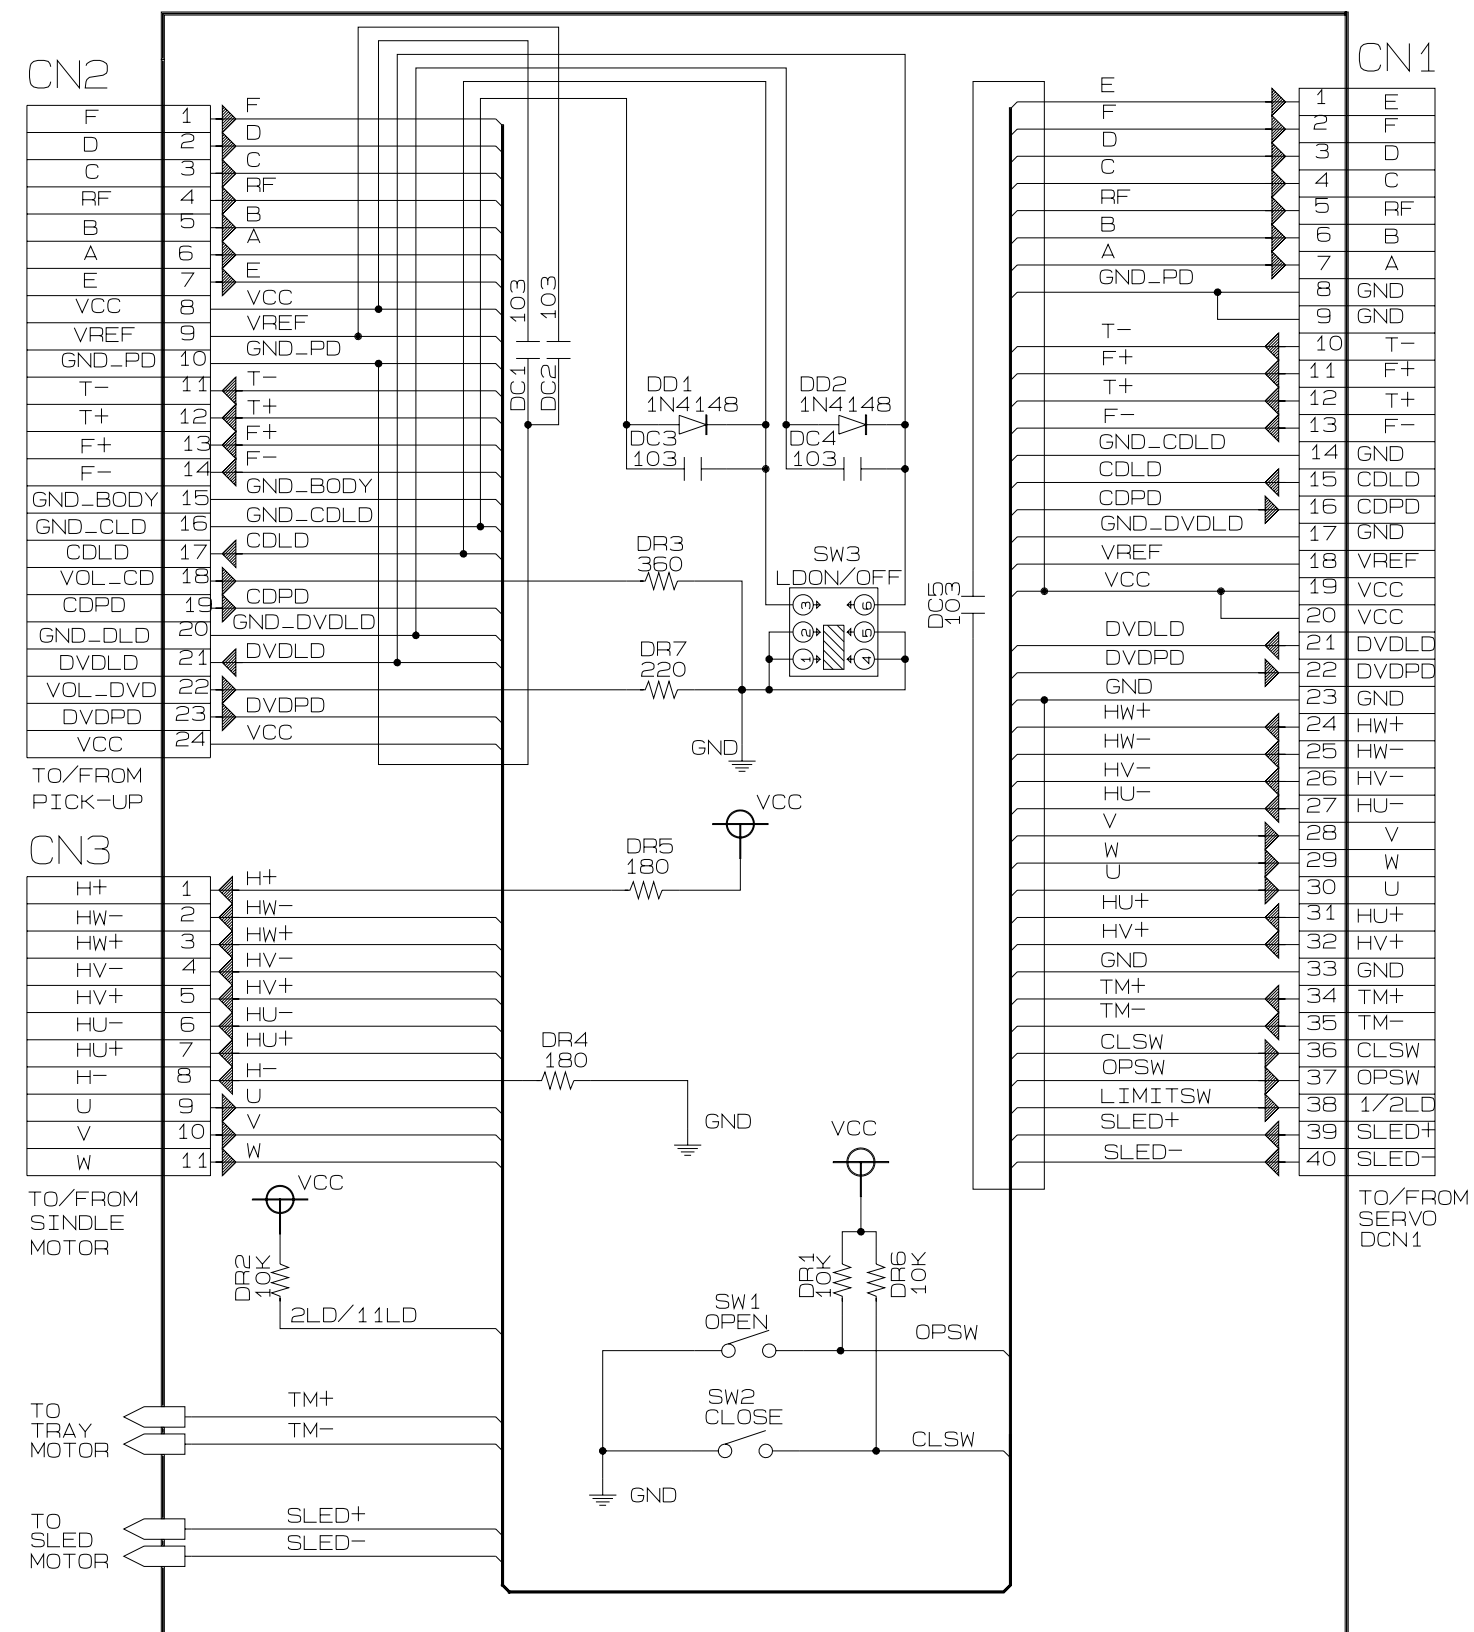 CN2
F 1 F
D 2 D
C 3 C
RF 4 RF
B 5 B
A 6 A
E 7 E
VCC 8 VCC
VREF 9 VREF
GND_PD 10 GND_PD
T- 11 T-
T+ 12 T+
F+ 13 F+
F- 14 F-
GND_BODY 15 GND_BODY
GND_CLD 16 GND_CDLD
CDLD 17 CDLD
VOL_CD 18
CDPD 19 CDPD
GND_DLD 20 GND_DVDLD
DVDLD 21 DVDLD
VOL_DVD 22
DVDPD 23 DVDPD
VCC 24 VCC
TO/FROM
PICK-UP
CN3
H+ 1 H+
HW- 2 HW-
HW+ 3 HW+
HV- 4 HV-
HV+ 5 HV+
HU- 6 HU-
HU+ 7 HU+
H- 8 H-
U 9 U
V 10 V
W 11 W
TO/FROM
SINDLE
MOTOR
VCC
DR2
10K
2LD/11LD
TO
TRAY
MOTOR
TM+
TM-
TO
SLED
MOTOR
SLED+
SLED-
DC1
103
DC2
103
DD1
1N4148
DC3
103
DD2
1N4148
DC4
103
DR3
360
SW3
LDON/OFF
3 6
2 5
1 4
DR7
220
GND
VCC
DR5
180
DR4
180
GND
VCC
DR1
10K
DR6
10K
SW1
OPEN
OPSW
SW2
CLOSE
CLSW
GND
DC5
103
CN1
E 1 E
F 2 F
D 3 D
C 4 C
RF 5 RF
B 6 B
A 7 A
GND_PD 8 GND
9 GND
T- 10 T-
F+ 11 F+
T+ 12 T+
F- 13 F-
GND_CDLD 14 GND
CDLD 15 CDLD
CDPD 16 CDPD
GND_DVDLD 17 GND
VREF 18 VREF
VCC 19 VCC
20 VCC
DVDLD 21 DVDLD
DVDPD 22 DVDPD
GND 23 GND
HW+ 24 HW+
HW- 25 HW-
HV- 26 HV-
HU- 27 HU-
V 28 V
W 29 W
U 30 U
HU+ 31 HU+
HV+ 32 HV+
GND 33 GND
TM+ 34 TM+
TM- 35 TM-
CLSW 36 CLSW
OPSW 37 OPSW
LIMITSW 38 1/2LD
SLED+ 39 SLED+
SLED- 40 SLED-
TO/FROM
SERVO
DCN1